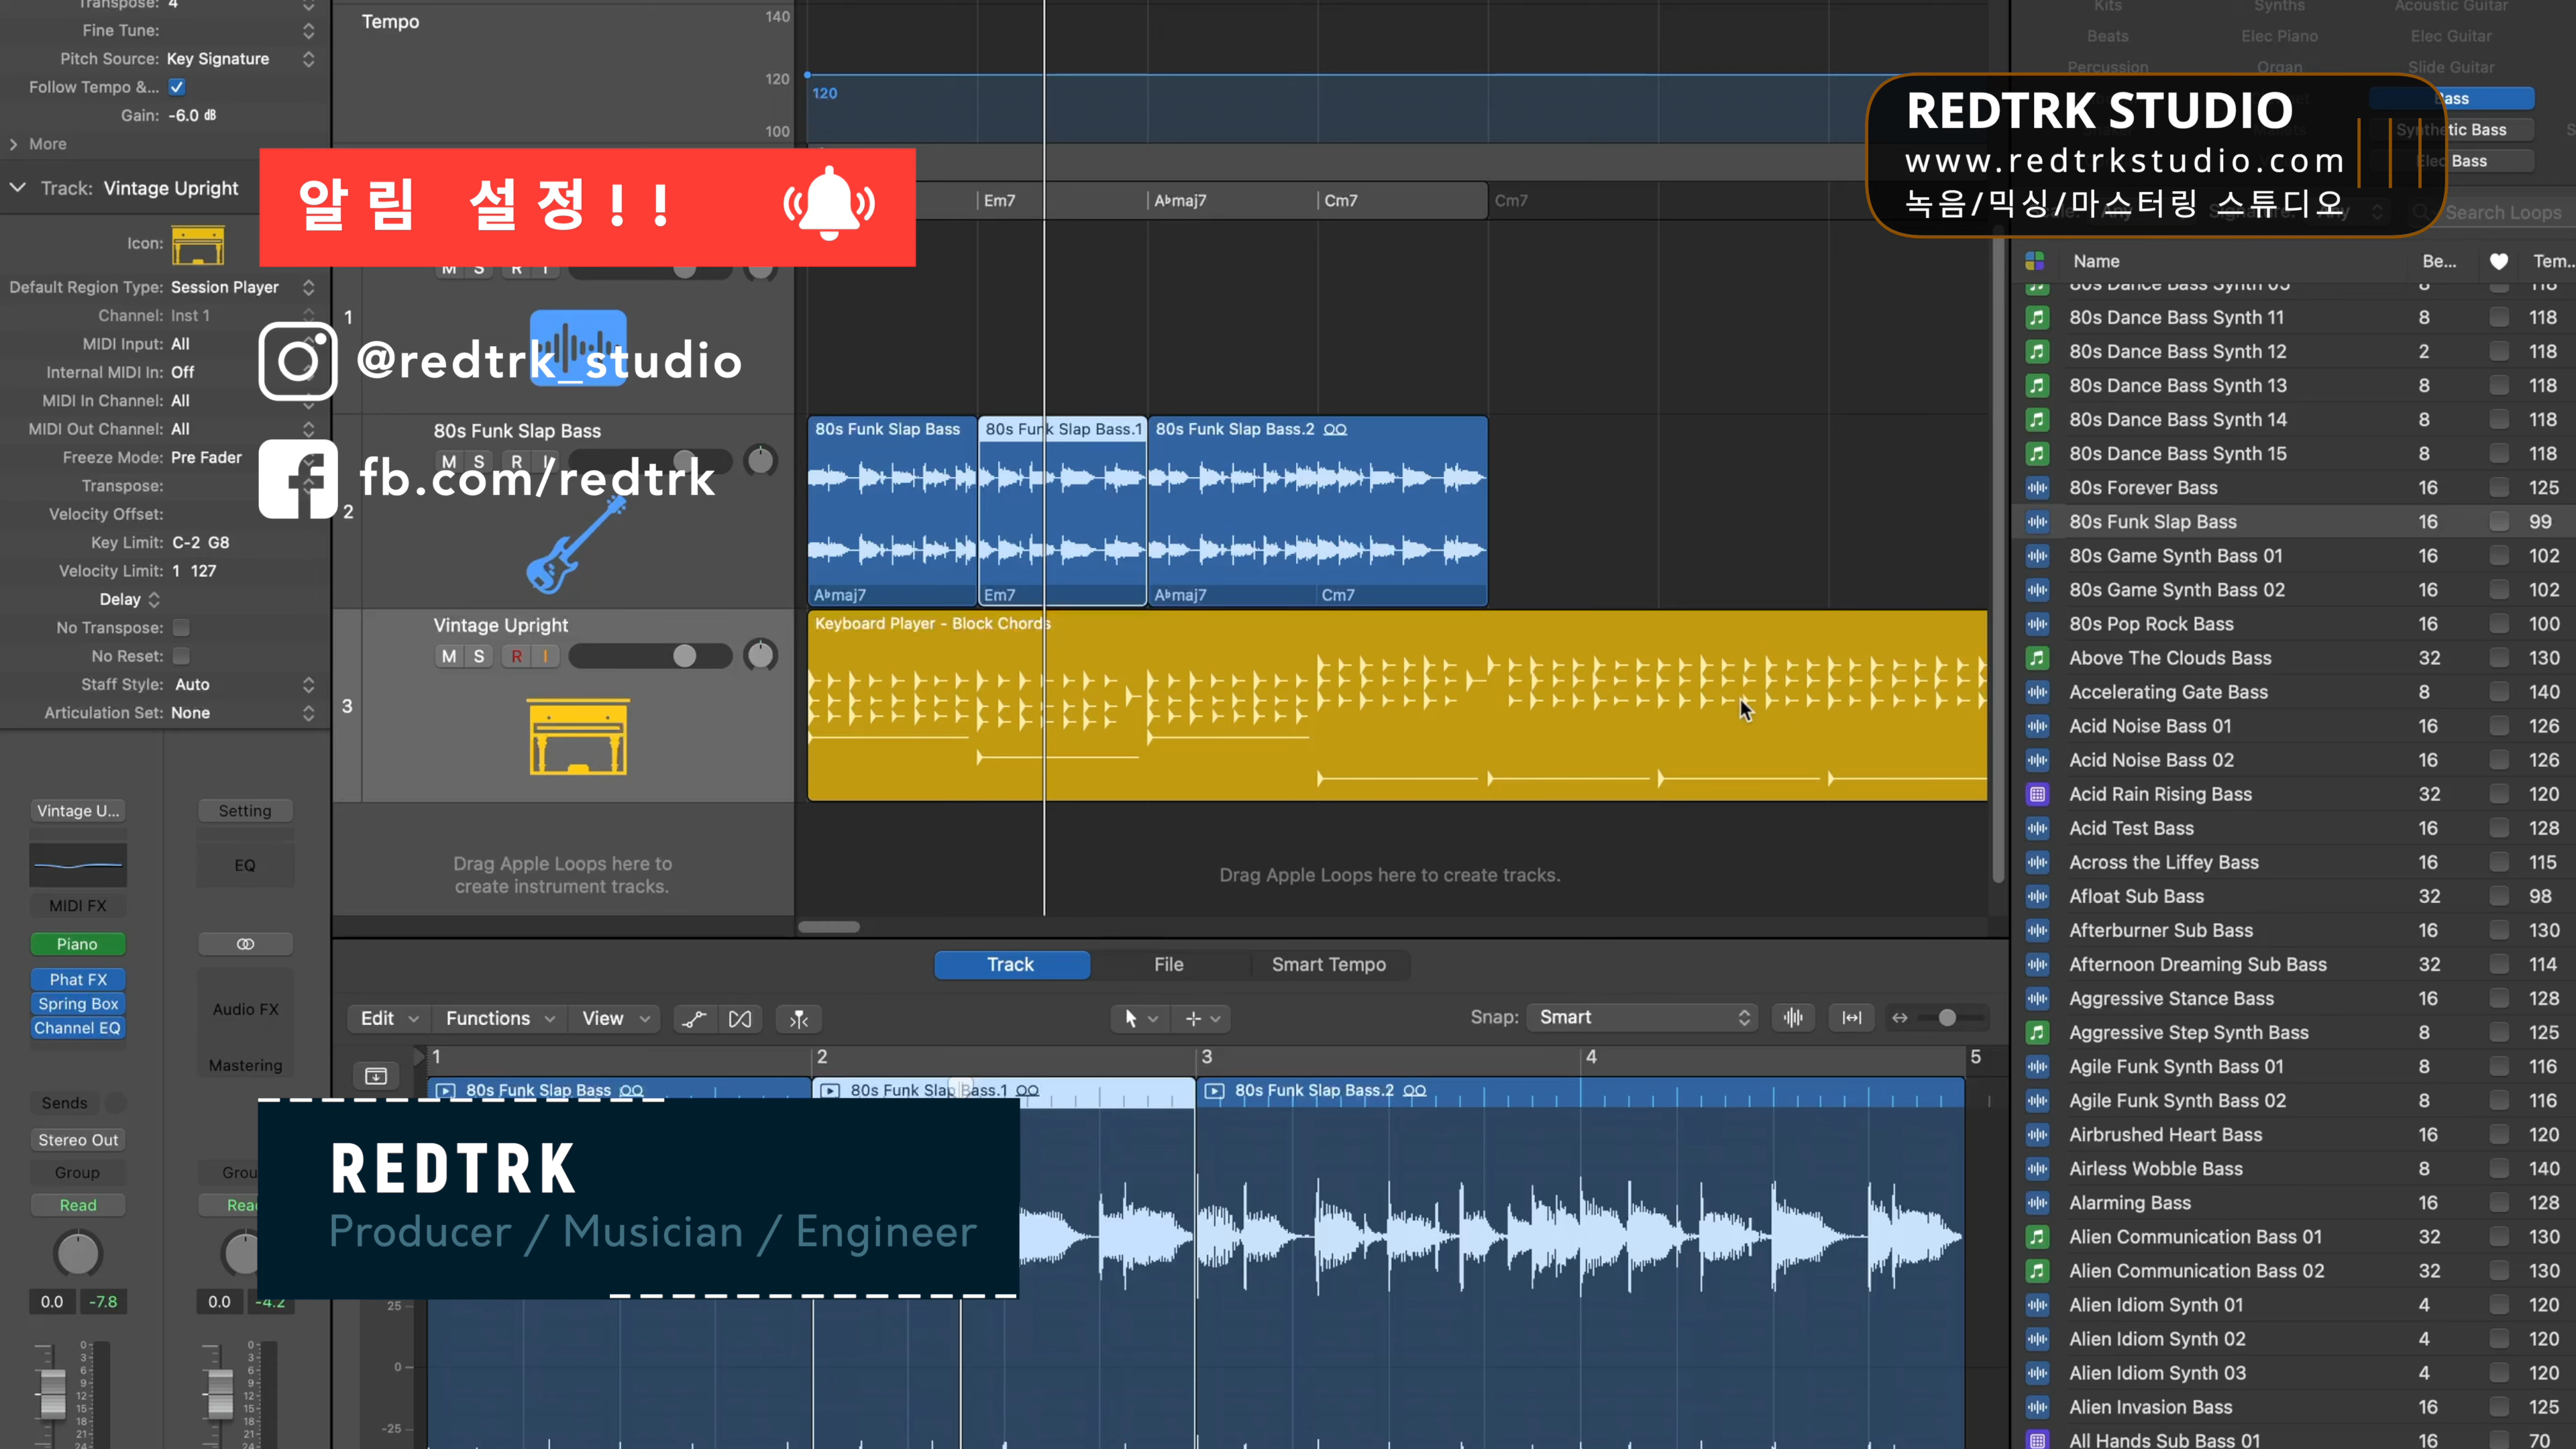 Transpose: 4
Fine Tune:
Pitch Source: Key Signature
Follow Tempo &...
Gain: -6.0 dB
More
Track: Vintage Upright
Icon:
Default Region Type: Session Player
Channel: Inst 1
MIDI Input: All
Internal MIDI In: Off
MIDI In Channel: All
MIDI Out Channel: All
Freeze Mode: Pre Fader
Transpose:
Velocity Offset:
Key Limit: C-2 G8
Velocity Limit: 1 127
Delay
No Transpose:
No Reset:
Staff Style: Auto
Articulation Set: None
Vintage U...
Setting
EQ
MIDI FX
Piano
Phat FX
Spring Box
Channel EQ
Audio FX
Mastering
Sends
Stereo Out
Group
Read
0.0 -7.8
0.0 -4.2
Tempo
140
120
100
120
Em7 A♭maj7 Cm7 Cm7
알림 설정!!
@redtrk_studio
fb.com/redtrk
1
M S R I
2
80s Funk Slap Bass
M S R I
3
Vintage Upright
M S R I
80s Funk Slap Bass
80s Funk Slap Bass.1
80s Funk Slap Bass.2
A♭maj7 Em7 A♭maj7 Cm7
Keyboard Player - Block Chords
Drag Apple Loops here to
create instrument tracks.
Drag Apple Loops here to create tracks.
Track File Smart Tempo
Edit Functions View
Snap: Smart
1 2 3 4 5
80s Funk Slap Bass
80s Funk Slap Bass.1
80s Funk Slap Bass.2
25
0
-25
REDTRK
Producer / Musician / Engineer
REDTRK STUDIO
www.redtrkstudio.com
녹음/믹싱/마스터링 스튜디오
Kits Synths Acoustic Guitar
Beats Elec Piano Elec Guitar
Percussion Organ Slide Guitar
Bass
Synthetic Bass
Elec Bass
Search Loops
Name Be... Tem...
80s Dance Bass Synth 05 8 118
80s Dance Bass Synth 11 8 118
80s Dance Bass Synth 12 2 118
80s Dance Bass Synth 13 8 118
80s Dance Bass Synth 14 8 118
80s Dance Bass Synth 15 8 118
80s Forever Bass 16 125
80s Funk Slap Bass 16 99
80s Game Synth Bass 01 16 102
80s Game Synth Bass 02 16 102
80s Pop Rock Bass 16 100
Above The Clouds Bass 32 130
Accelerating Gate Bass 8 140
Acid Noise Bass 01 16 126
Acid Noise Bass 02 16 126
Acid Rain Rising Bass 32 120
Acid Test Bass 16 128
Across the Liffey Bass 16 115
Afloat Sub Bass 32 98
Afterburner Sub Bass 16 130
Afternoon Dreaming Sub Bass 32 114
Aggressive Stance Bass 16 128
Aggressive Step Synth Bass 8 125
Agile Funk Synth Bass 01 8 116
Agile Funk Synth Bass 02 8 116
Airbrushed Heart Bass 16 120
Airless Wobble Bass 8 140
Alarming Bass 16 128
Alien Communication Bass 01 32 130
Alien Communication Bass 02 32 130
Alien Idiom Synth 01 4 120
Alien Idiom Synth 02 4 120
Alien Idiom Synth 03 4 120
Alien Invasion Bass 16 125
All Hands Sub Bass 01 16 70